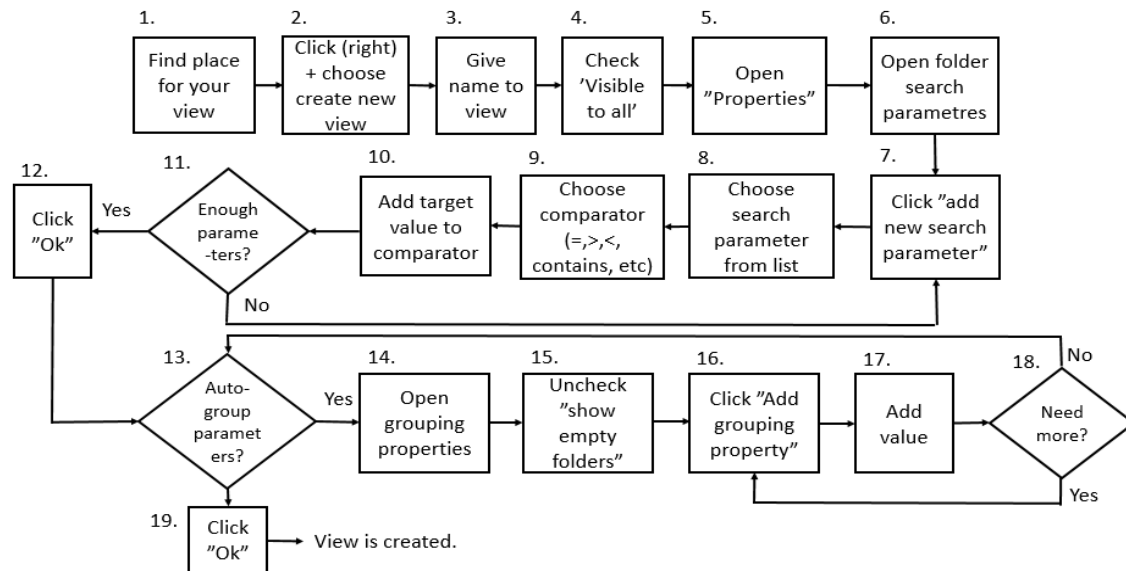 1.
Find place
for your
view
2.
Click (right)
+ choose
create new
view
3.
Give
name to
view
4.
Check
’Visible
to all’
5.
Open
”Properties”
6.
Open folder
search
parametres
7.
Click ”add
new search
parameter”
8.
Choose
search
parameter
from list
9.
Choose
comparator
(=,>,<,
contains, etc)
10.
Add target
value to
comparator
11.
Enough
parame
-ters?
Yes
No
12.
Click
”Ok”
13.
Auto-
group
paramet
ers?
Yes
14.
Open
grouping
properties
15.
Uncheck
”show
empty
folders”
16.
Click ”Add
grouping
property”
17.
Add
value
18.
Need
more?
No
Yes
19.
Click
”Ok”
View is created.